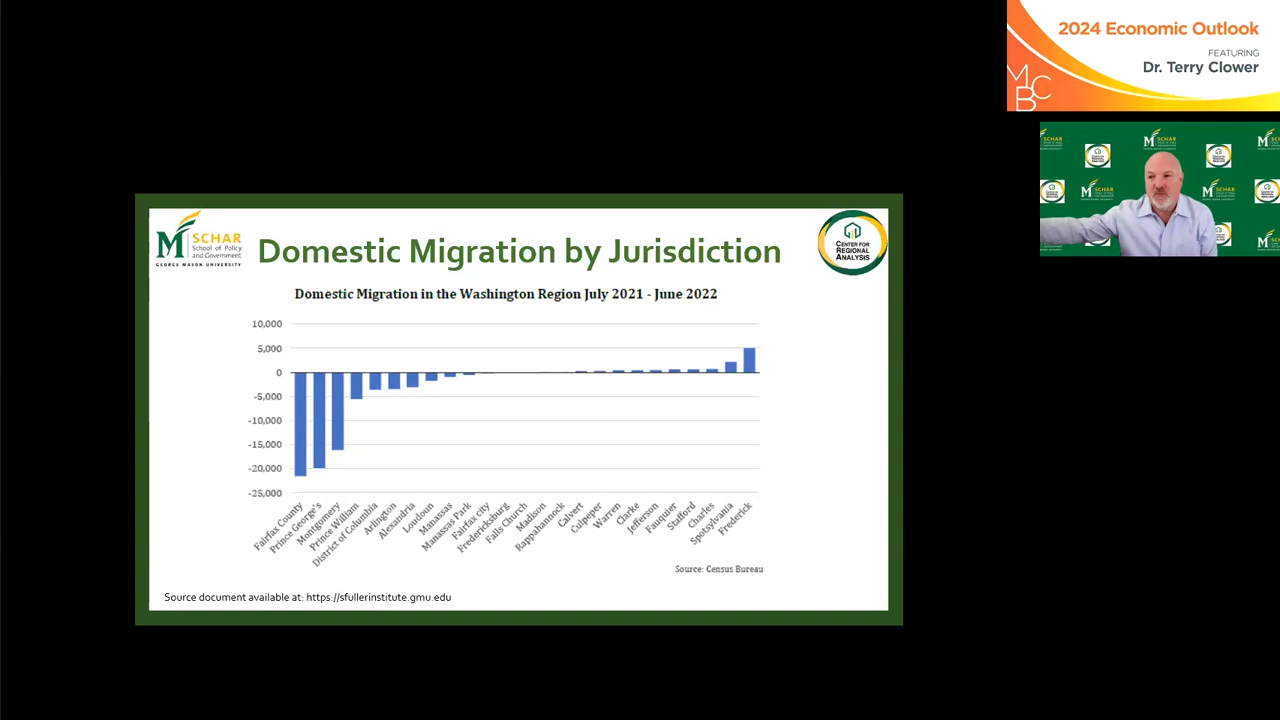 2024 Economic Outlook
FEATURING
Dr. Terry Clower
MCBC
M SCHAR
School of Policy
and Government
GEORGE MASON UNIVERSITY
Domestic Migration by Jurisdiction
CENTER FOR
REGIONAL
ANALYSIS
Domestic Migration in the Washington Region July 2021 - June 2022
10,000
5,000
0
-5,000
-10,000
-15,000
-20,000
-25,000
Fairfax County
Prince George's
Montgomery
Prince William
District of Columbia
Arlington
Alexandria
Loudoun
Manassas
Manassas Park
Fairfax city
Fredericksburg
Falls Church
Madison
Rappahannock
Calvert
Culpeper
Warren
Clarke
Jefferson
Fauquier
Stafford
Charles
Spotsylvania
Frederick
Source: Census Bureau
Source document available at: https://sfullerinstitute.gmu.edu
SCHAR
SCHAR
SCHAR